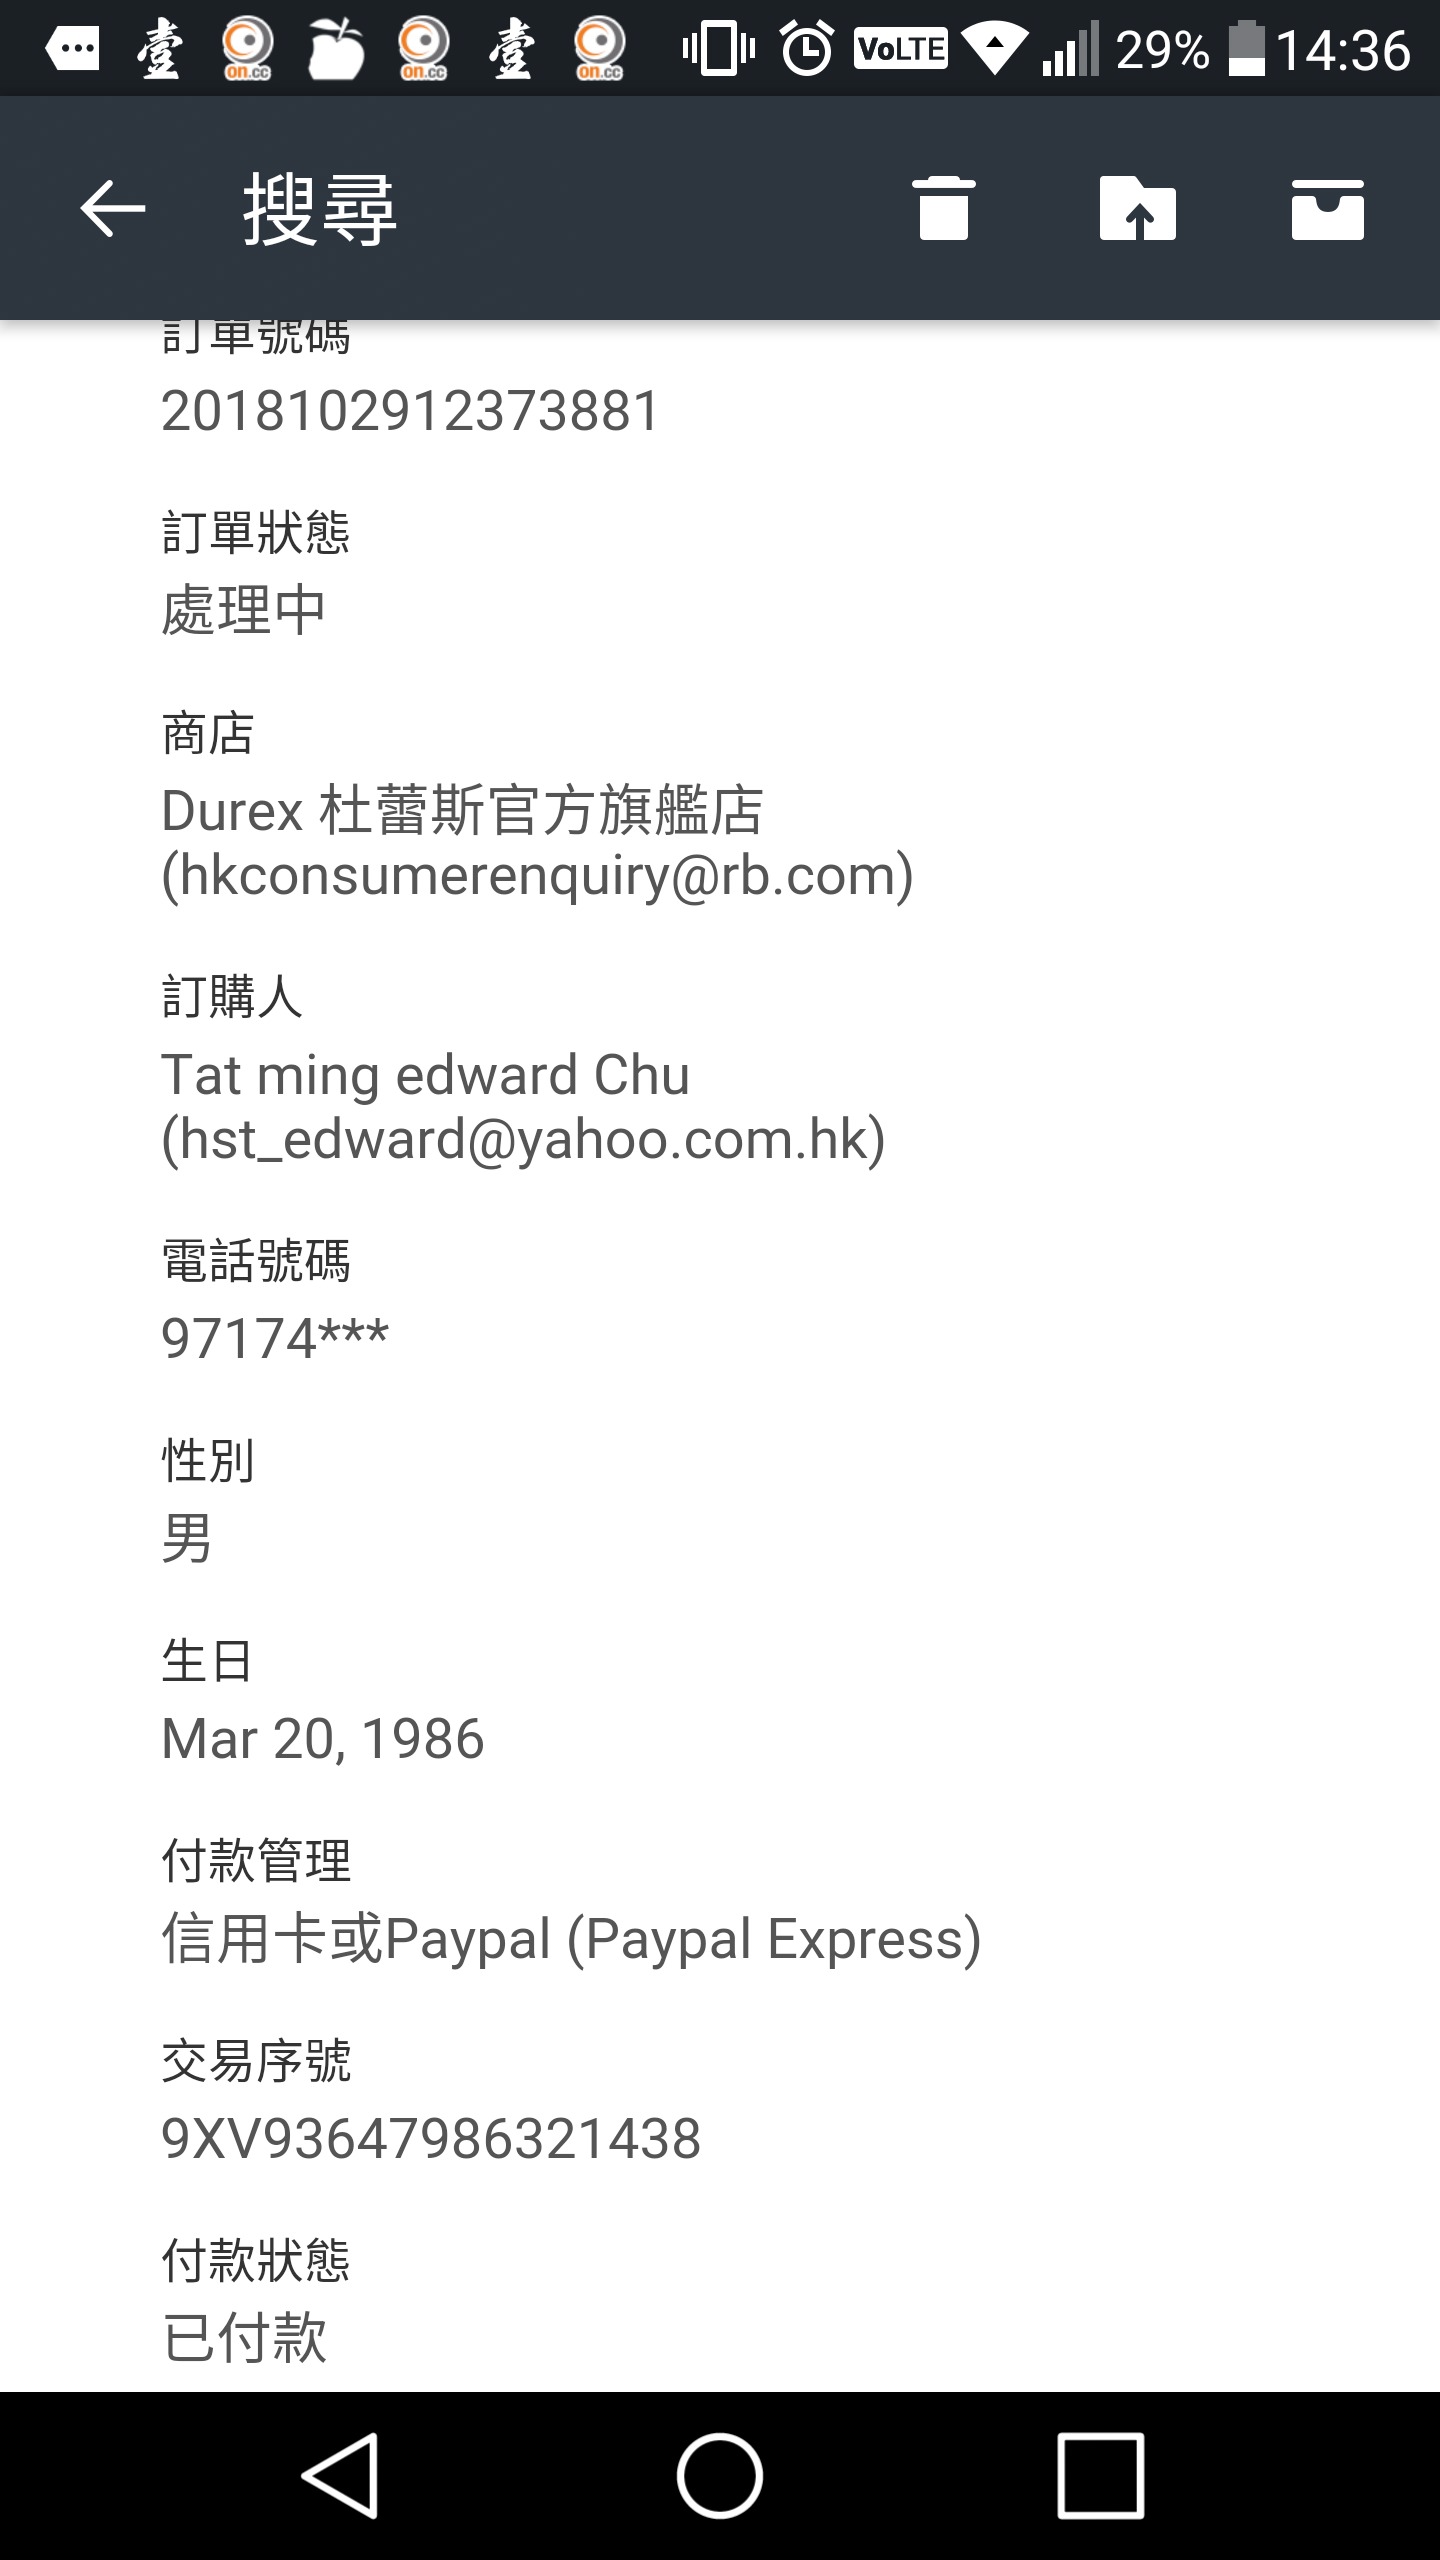 壹
on.cc
on.cc
壹
on.cc
VoLTE
29%
14:36
搜尋
訂單號碼
2018102912373881
訂單狀態
處理中
商店
Durex 杜蕾斯官方旗艦店
(hkconsumerenquiry@rb.com)
訂購人
Tat ming edward Chu
(hst_edward@yahoo.com.hk)
電話號碼
97174***
性別
男
生日
Mar 20, 1986
付款管理
信用卡或Paypal (Paypal Express)
交易序號
9XV93647986321438
付款狀態
已付款